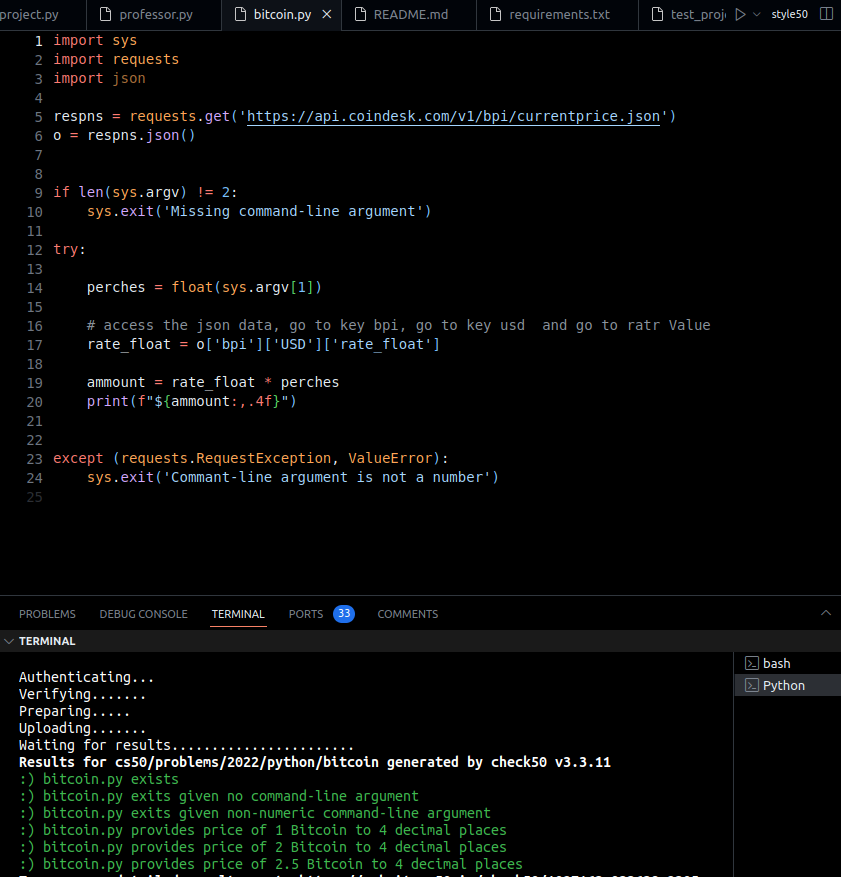 project.py professor.py bitcoin.py README.md requirements.txt test_proj style50
1 import sys
2 import requests
3 import json
4
5 respns = requests.get('https://api.coindesk.com/v1/bpi/currentprice.json')
6 o = respns.json()
7
8
9 if len(sys.argv) != 2:
10 sys.exit('Missing command-line argument')
11
12 try:
13
14 perches = float(sys.argv[1])
15
16 # access the json data, go to key bpi, go to key usd  and go to ratr Value
17 rate_float = o['bpi']['USD']['rate_float']
18
19 ammount = rate_float * perches
20 print(f"${ammount:,.4f}")
21
22
23 except (requests.RequestException, ValueError):
24 sys.exit('Commant-line argument is not a number')
25
PROBLEMS DEBUG CONSOLE TERMINAL PORTS 33 COMMENTS
TERMINAL
bash
Python
Authenticating...
Verifying.......
Preparing.....
Uploading.......
Waiting for results.......................
Results for cs50/problems/2022/python/bitcoin generated by check50 v3.3.11
:) bitcoin.py exists
:) bitcoin.py exits given no command-line argument
:) bitcoin.py exits given non-numeric command-line argument
:) bitcoin.py provides price of 1 Bitcoin to 4 decimal places
:) bitcoin.py provides price of 2 Bitcoin to 4 decimal places
:) bitcoin.py provides price of 2.5 Bitcoin to 4 decimal places